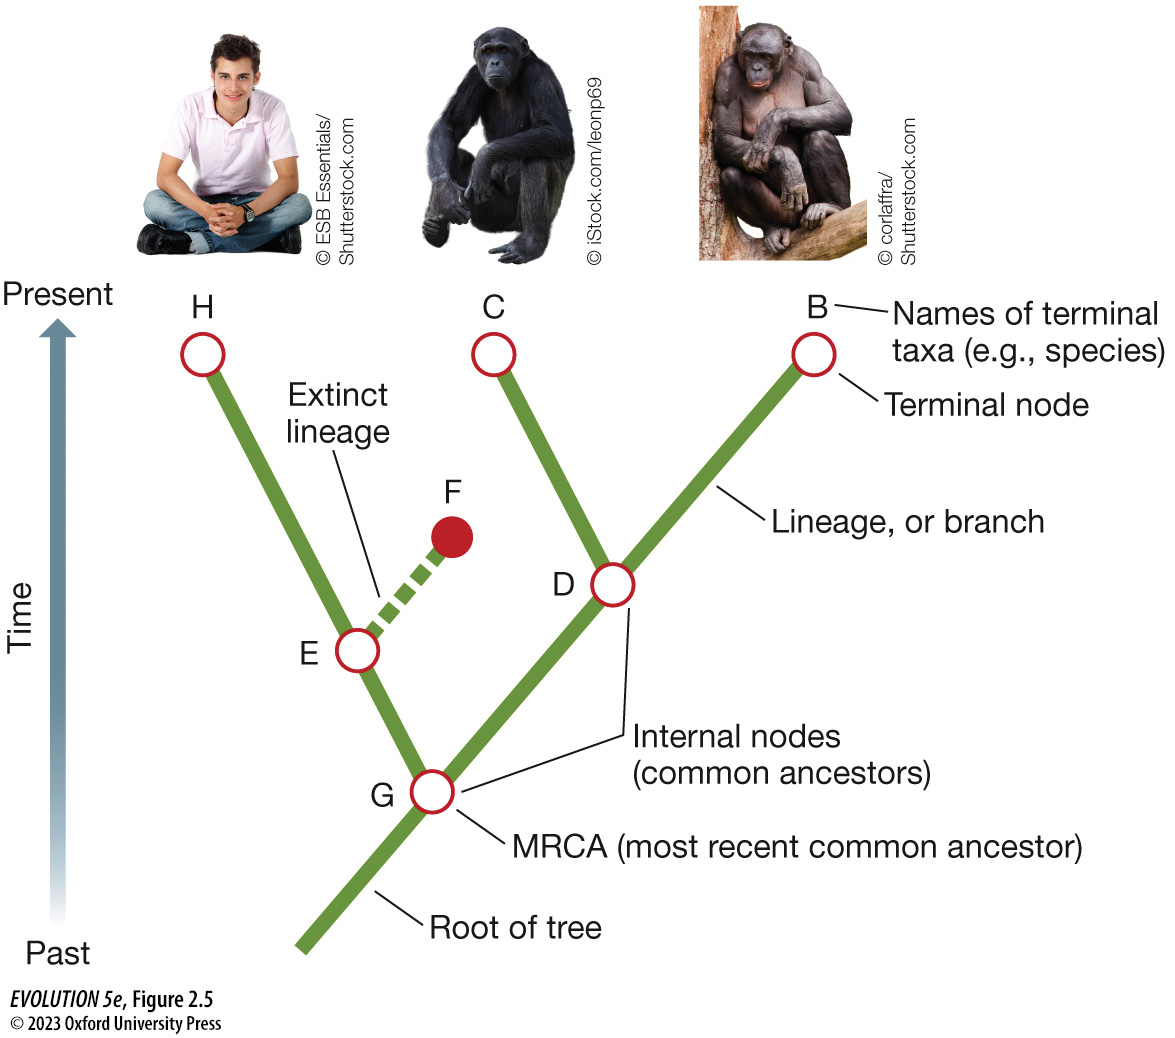 © ESB Essentials/
Shutterstock.com
© iStock.com/leonp69
© corlaffra/
Shutterstock.com
Present
H
C
B
Names of terminal
taxa (e.g., species)
Terminal node
Extinct
lineage
F
Lineage, or branch
D
Time
E
Internal nodes
(common ancestors)
G
MRCA (most recent common ancestor)
Root of tree
Past
EVOLUTION 5e, Figure 2.5
© 2023 Oxford University Press